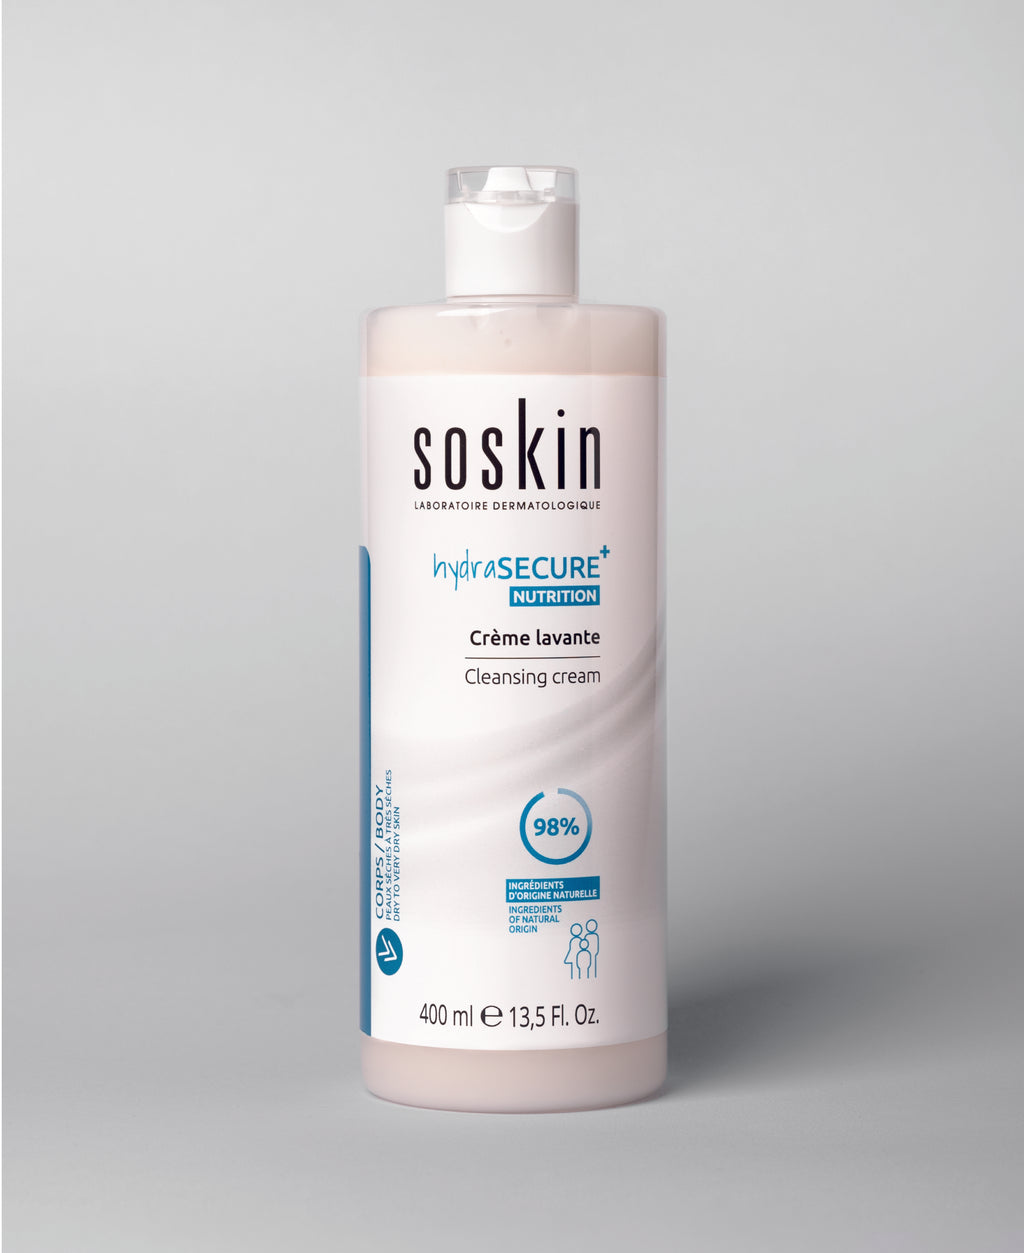 soskin
LABORATOIRE DERMATOLOGIQUE
hydraSECURE+
NUTRITION
Crème lavante
Cleansing cream
98%
INGRÉDIENTS
D'ORIGINE NATURELLE
INGREDIENTS
OF NATURAL
ORIGIN
CORPS / BODY
PEAUX SÈCHES À TRÈS SÈCHES
DRY TO VERY DRY SKIN
400 ml ℮ 13,5 Fl. Oz.